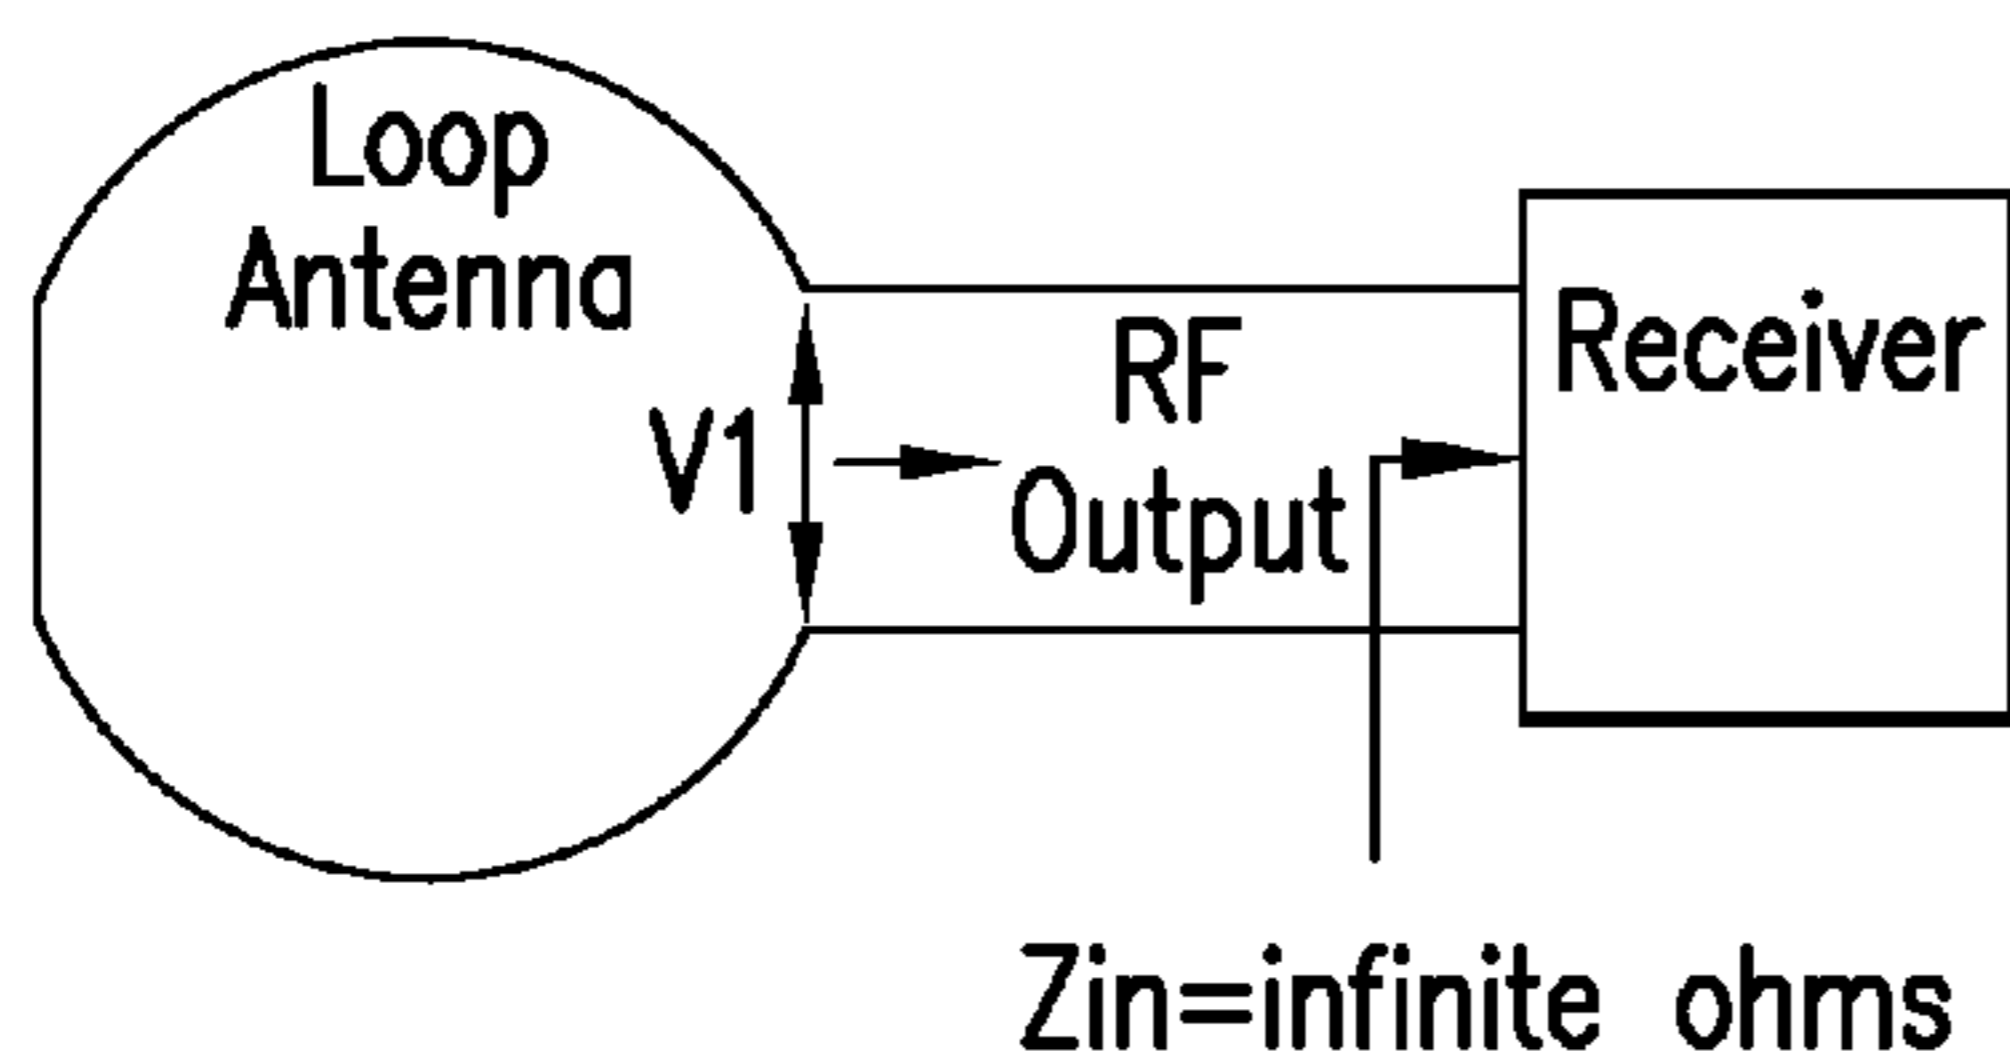 Loop
Antenna
V1
RF
Output
Receiver
Zin=infinite ohms